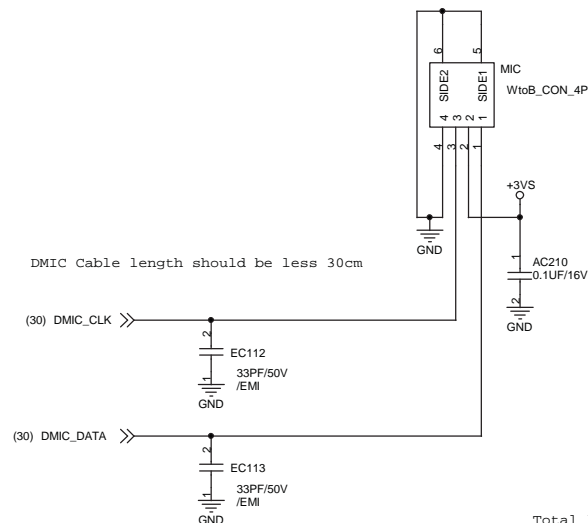 6
5
SIDE2
SIDE1
MIC
WtoB_CON_4P
4
3
2
1
4
3
2
1
+3VS
GND
1
AC210
0.1UF/16V
2
GND
DMIC Cable length should be less 30cm
(30) DMIC_CLK
2
EC112
1
33PF/50V
/EMI
GND
(30) DMIC_DATA
2
EC113
1
33PF/50V
/EMI
GND
Total